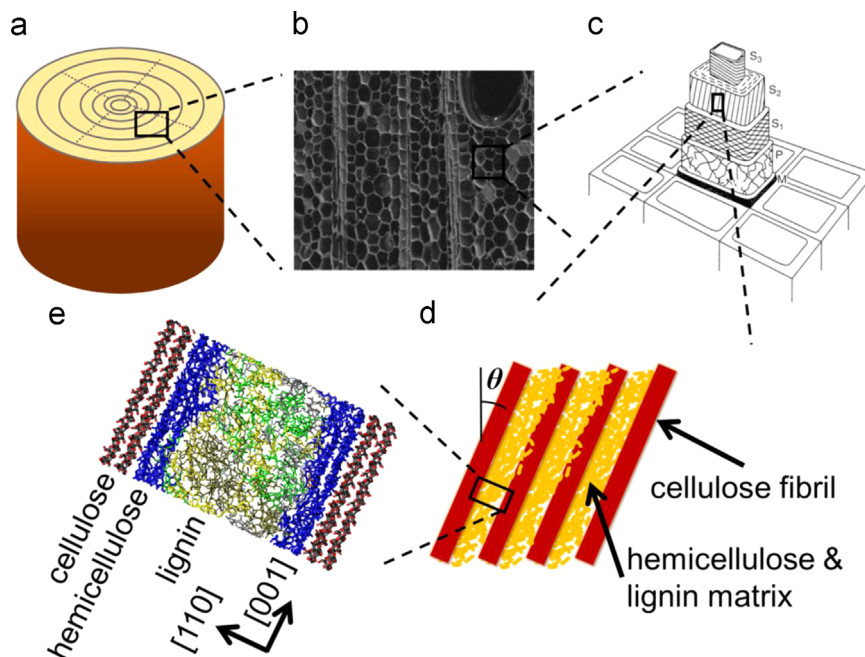 a
b
c
S3
S2
S1
P
M
e
d
θ
cellulose
hemicellulose
lignin
[110]
[001]
cellulose fibril
hemicellulose &
lignin matrix